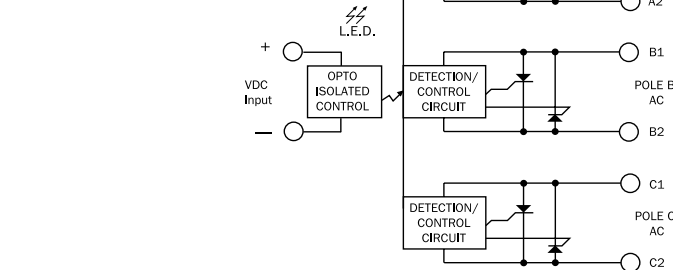 A2
L.E.D.
+
B1
OPTO
ISOLATED
CONTROL
DETECTION/
CONTROL
CIRCUIT
VDC
Input
POLE B
AC
—
B2
C1
DETECTION/
CONTROL
CIRCUIT
POLE C
AC
C2